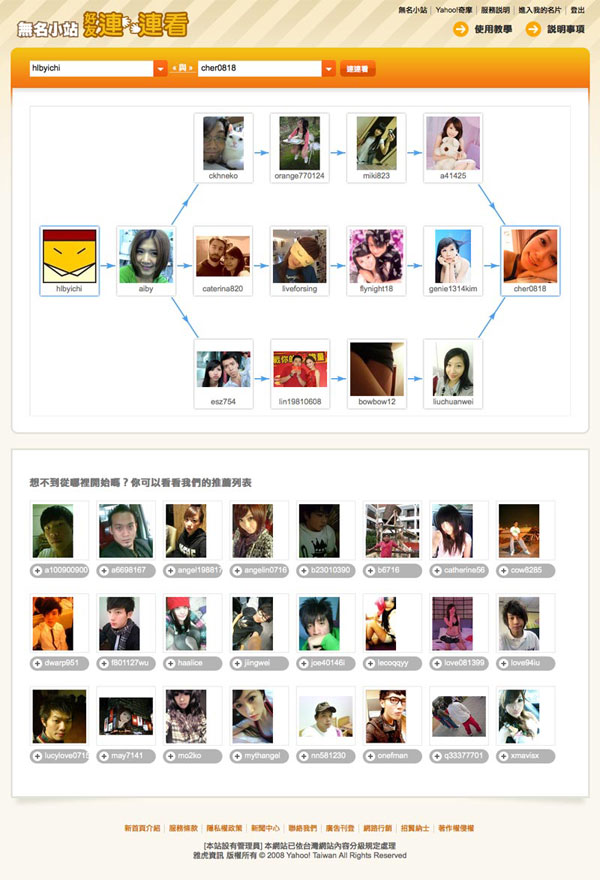 無名小站 | Yahoo!奇摩 | 服務說明 | 進入我的名片 | 登出
無名小站 好友連連看
使用教學 說明事項
hlbyichi 與 cher0818 連連看
ckhneko orange770124 miki823 a41425
hlbyichi aiby caterina820 liveforsing flynight18 genie1314kim cher0818
esz754 lin19810608 bowbow12 liuchuanwei
想不到從哪裡開始嗎？你可以看看我們的推薦列表
a100900900 a6698167 angel198817 angelin0716 b23010390 b6716 catherine56 cow8285
dwarp951 f801127wu haalice jiingwei joe40146i lecoqqyy love081399 love94iu
lucylove0715 may7141 mo2ko mythangel nn581230 onefman q33377701 xmavisx
新首頁介紹 | 服務條款 | 隱私權政策 | 新聞中心 | 聯絡我們 | 廣告刊登 | 網路行銷 | 招賢納士 | 著作權侵權
[本站設有管理員] 本網站已依台灣網站內容分級規定處理
雅虎資訊 版權所有 © 2008 Yahoo! Taiwan All Rights Reserved